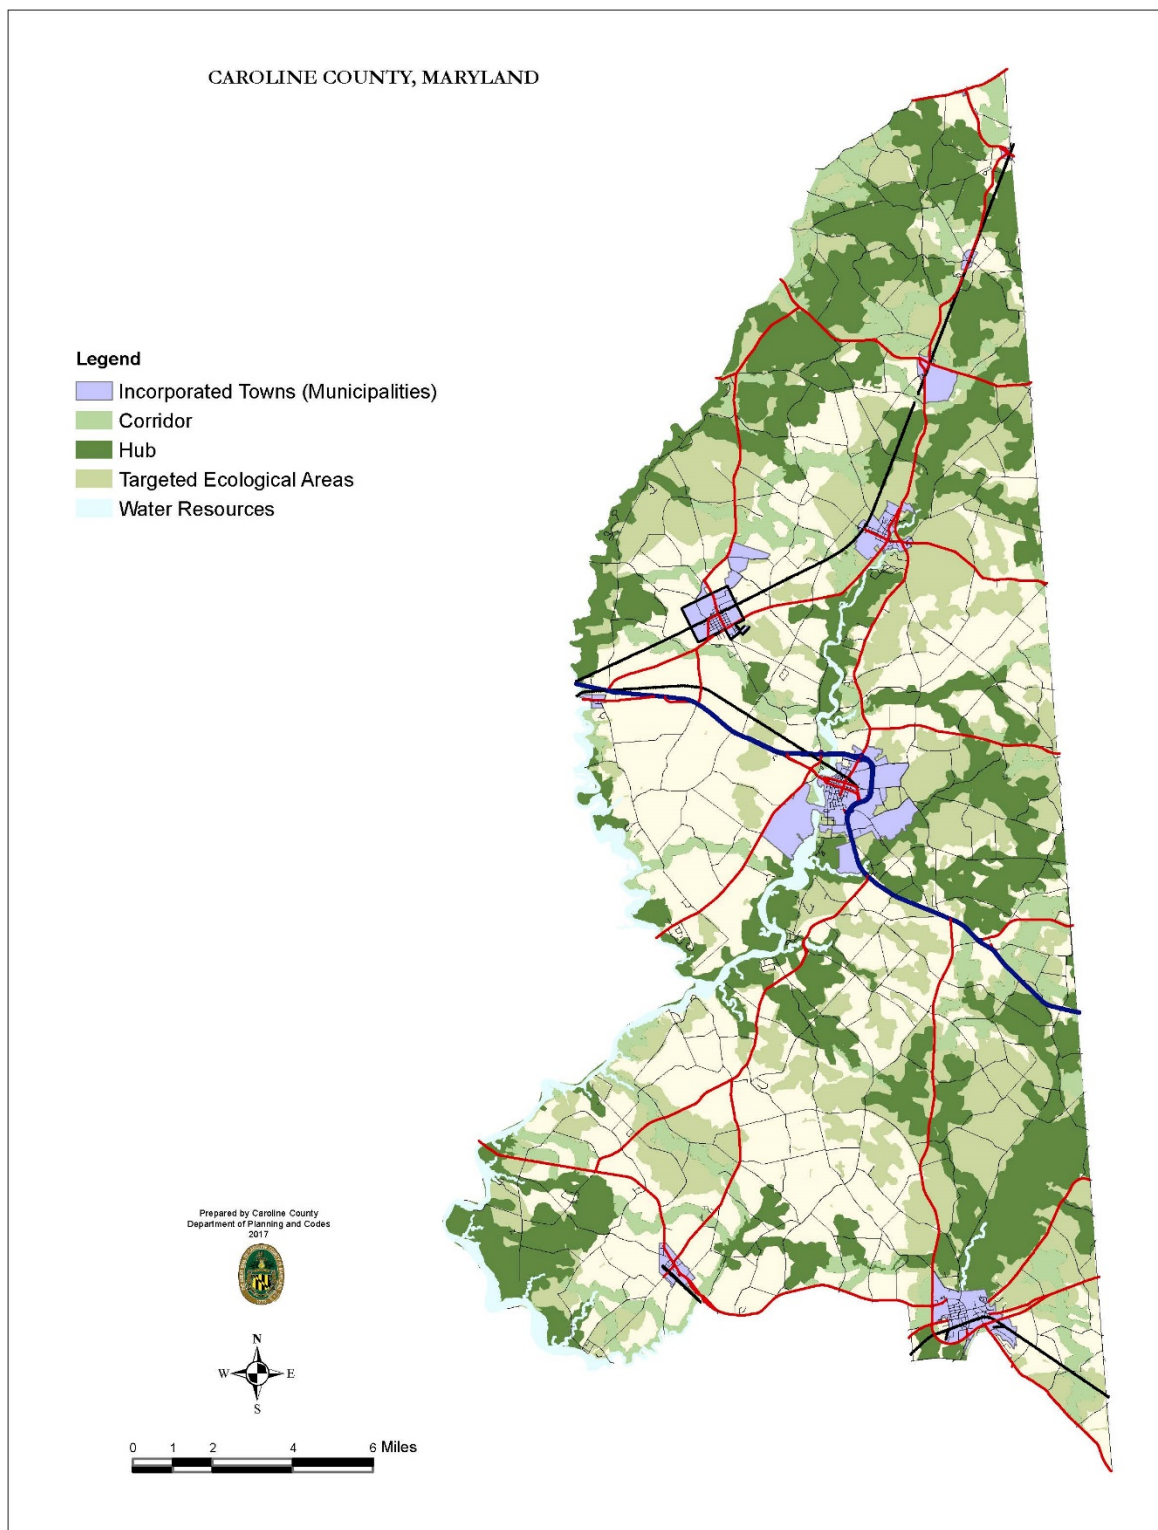 CAROLINE COUNTY, MARYLAND
Legend
Incorporated Towns (Municipalities)
Corridor
Hub
Targeted Ecological Areas
Water Resources
Prepared by Caroline County
Department of Planning and Codes
2017
N
W E
S
0 1 2 4 6 Miles